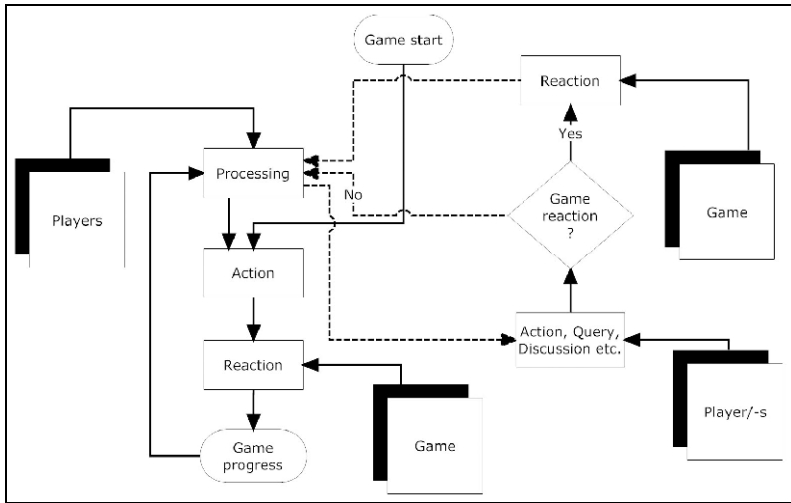 Game start
Reaction
Yes
Processing
No
Players
Game
reaction
?
Game
Action
Action, Query,
Discussion etc.
Reaction
Player/-s
Game
progress
Game